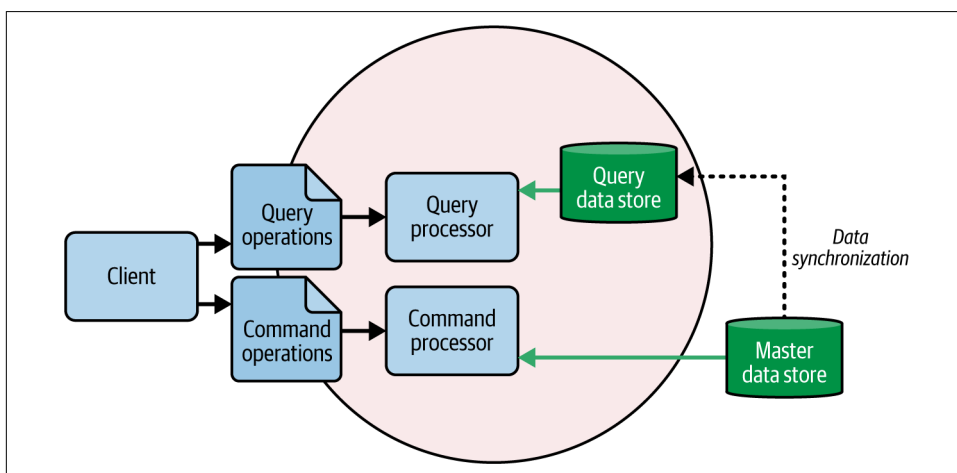 Client
Query
operations
Command
operations
Query
processor
Command
processor
Query
data store
Data
synchronization
Master
data store